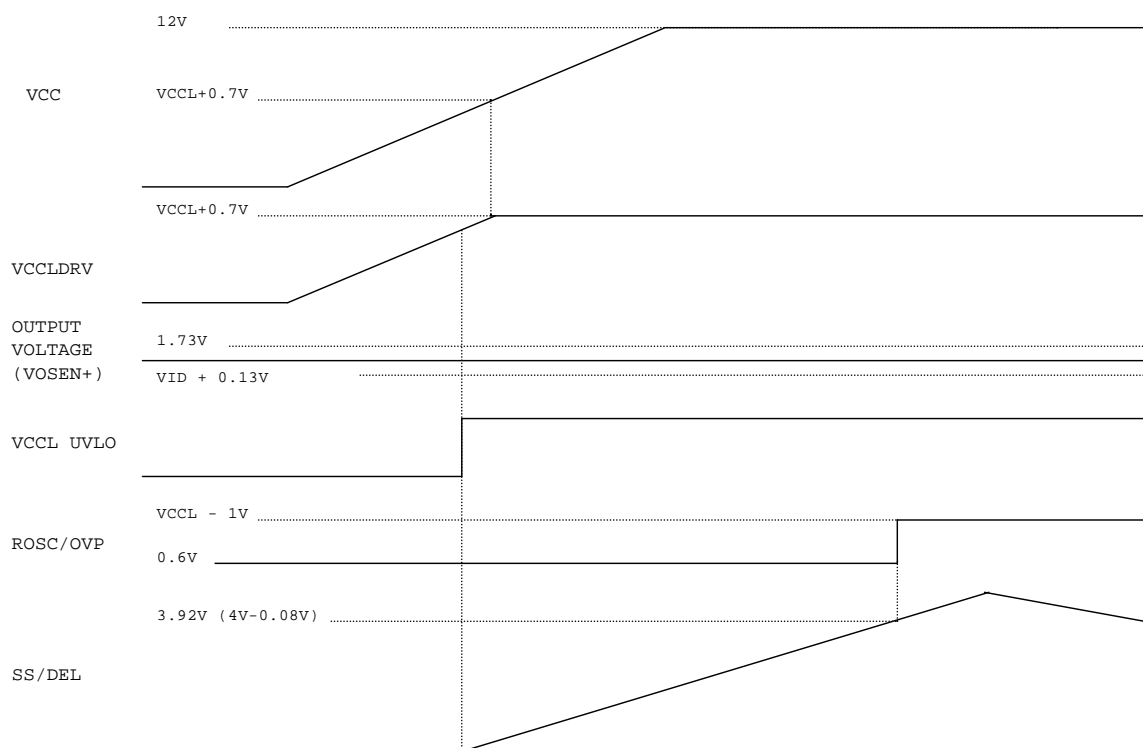 12V
VCC
VCCL+0.7V
VCCL+0.7V
VCCLDRV
OUTPUT
VOLTAGE
(VOSEN+)
1.73V
VID + 0.13V
VCCL UVLO
VCCL - 1V
ROSC/OVP
0.6V
3.92V (4V-0.08V)
SS/DEL